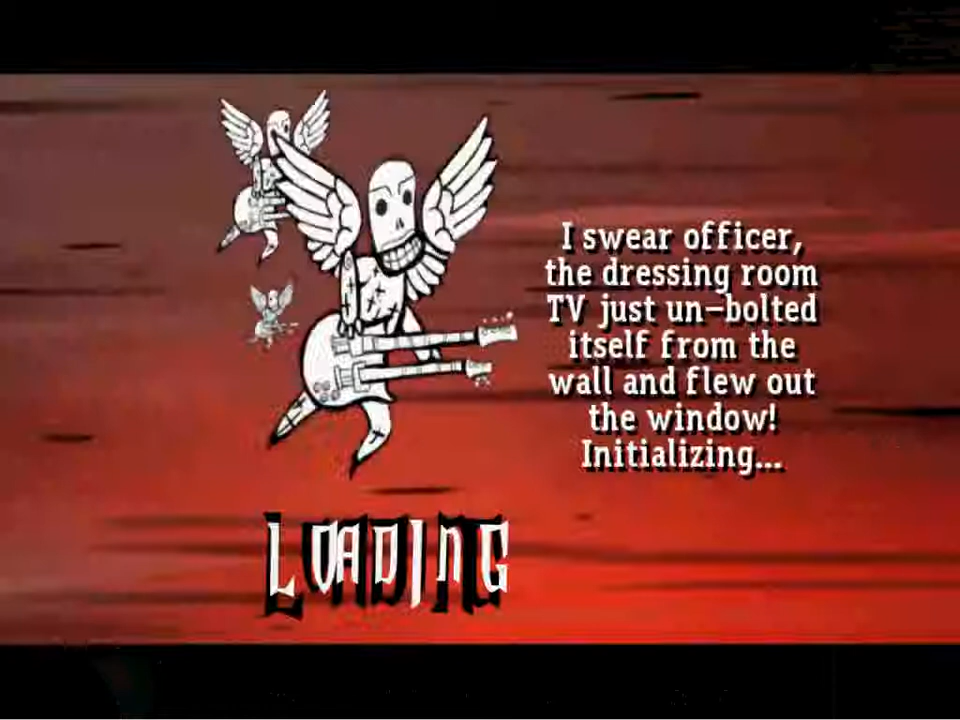 I swear officer,
the dressing room
TV just un-bolted
itself from the
wall and flew out
the window!
Initializing...
LOADING